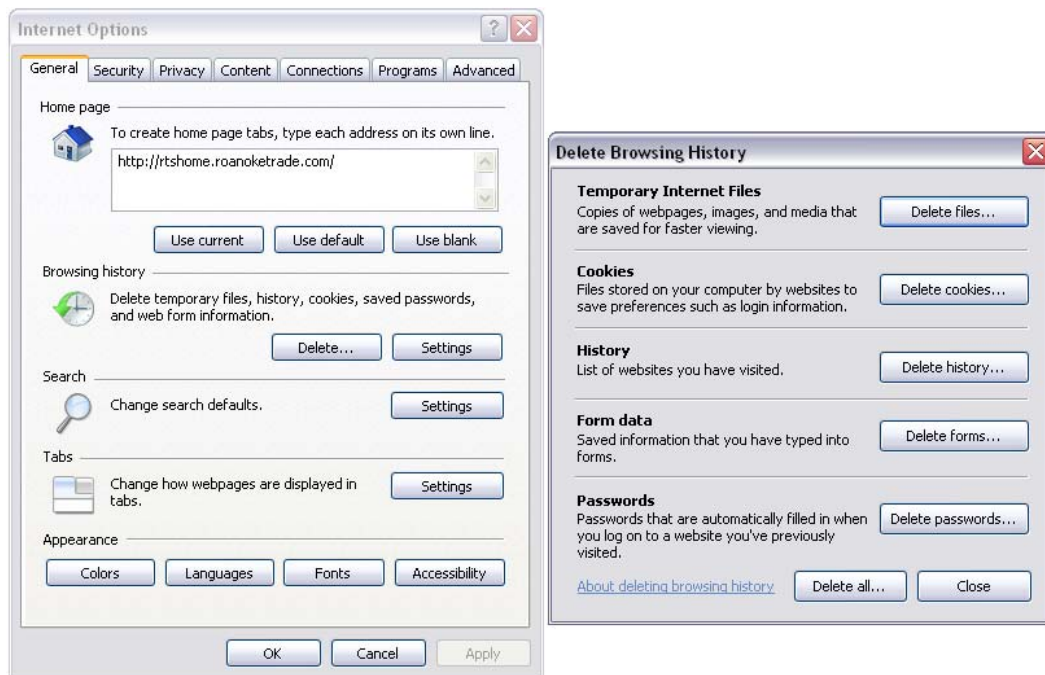 Internet Options
General Security Privacy Content Connections Programs Advanced
Home page
To create home page tabs, type each address on its own line.
http://rtshome.roanoketrade.com/
Use current Use default Use blank
Browsing history
Delete temporary files, history, cookies, saved passwords,
and web form information.
Delete... Settings
Search
Change search defaults.
Settings
Tabs
Change how webpages are displayed in
tabs.
Settings
Appearance
Colors Languages Fonts Accessibility
OK Cancel Apply
Delete Browsing History
Temporary Internet Files
Copies of webpages, images, and media that
are saved for faster viewing.
Delete files...
Cookies
Files stored on your computer by websites to
save preferences such as login information.
Delete cookies...
History
List of websites you have visited.
Delete history...
Form data
Saved information that you have typed into
forms.
Delete forms...
Passwords
Passwords that are automatically filled in when
you log on to a website you've previously
visited.
Delete passwords...
About deleting browsing history Delete all... Close